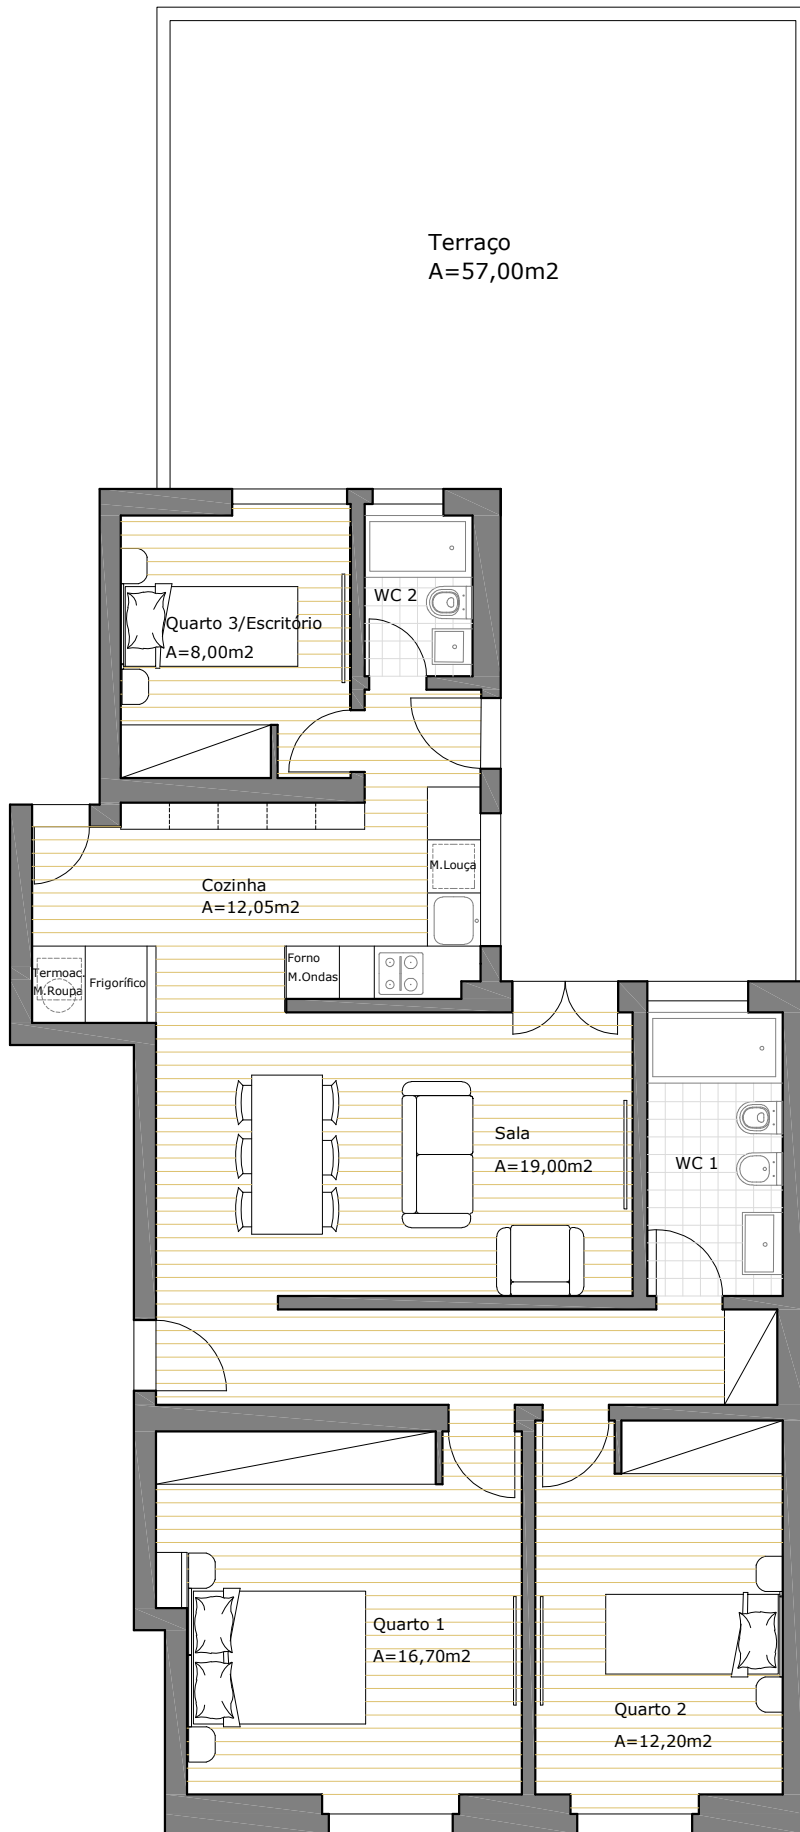 Terraço
A=57,00m2
WC 2
Quarto 3/Escritório
A=8,00m2
M.Louça
Cozinha
A=12,05m2
Forno
M.Ondas
Termoac.
M.Roupa
Frigorífico
Sala
A=19,00m2
WC 1
Quarto 1
A=16,70m2
Quarto 2
A=12,20m2